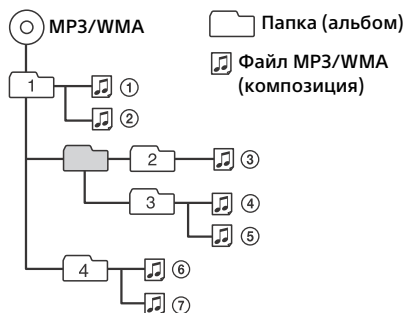 MP3/WMA
Папка (альбом)
Файл MP3/WMA
(композиция)
1
①
②
2
③
3
④
⑤
4
⑥
⑦